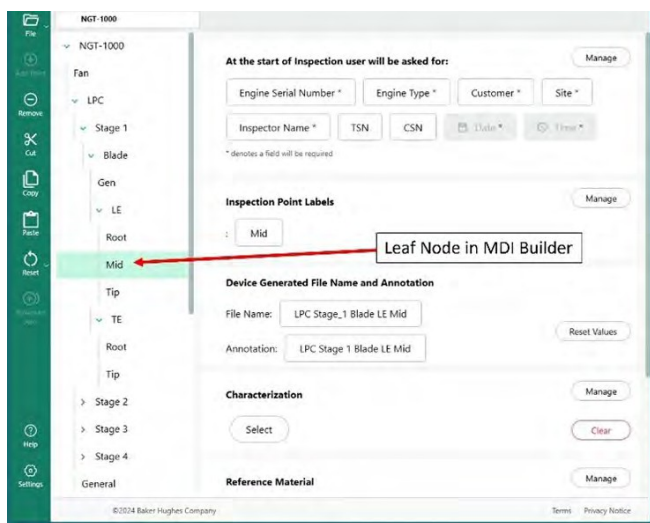 NGT-1000
File
Remove
Cut
Copy
Paste
Reset
Help
Settings
NGT-1000
Fan
LPC
Stage 1
Blade
Gen
LE
Root
Mid
Tip
TE
Root
Tip
Stage 2
Stage 3
Stage 4
General
At the start of Inspection user will be asked for:
Manage
Engine Serial Number * Engine Type * Customer * Site *
Inspector Name * TSN CSN Date * Time *
* denotes a field will be required
Inspection Point Labels
Manage
: Mid
Leaf Node in MDI Builder
Device Generated File Name and Annotation
File Name: LPC Stage_1 Blade LE Mid
Reset Values
Annotation: LPC Stage 1 Blade LE Mid
Characterization
Manage
Select
Clear
Reference Material
Manage
©2024 Baker Hughes Company
Terms Privacy Notice